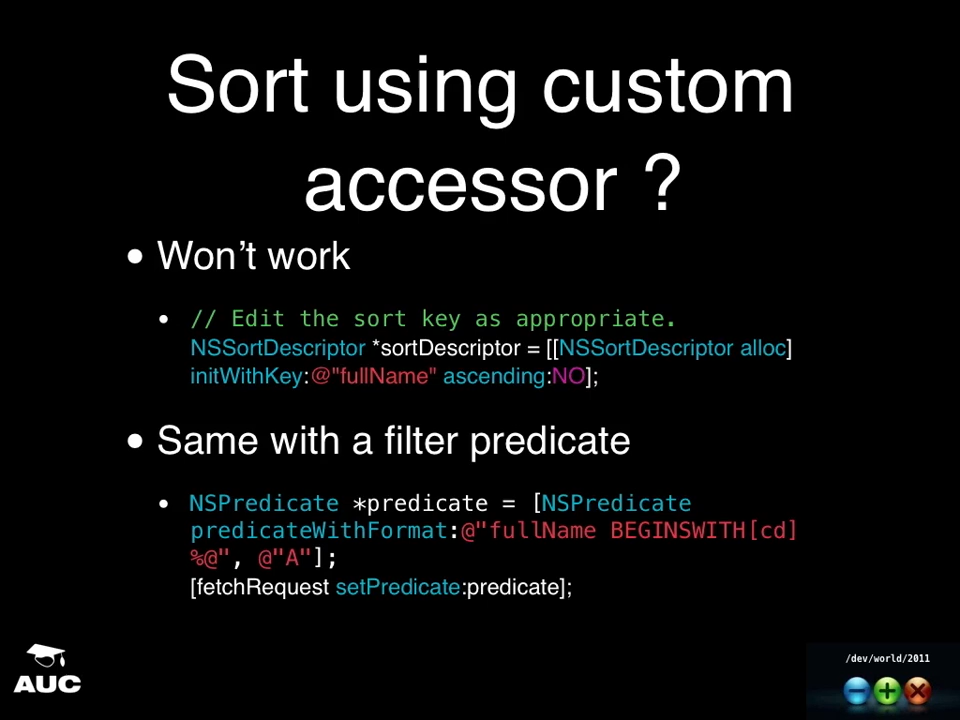 Sort using custom
accessor ?
• Won't work
• // Edit the sort key as appropriate.
NSSortDescriptor *sortDescriptor = [[NSSortDescriptor alloc]
initWithKey:@"fullName" ascending:NO];
• Same with a filter predicate
• NSPredicate *predicate = [NSPredicate
predicateWithFormat:@"fullName BEGINSWITH[cd]
%@", @"A"];
[fetchRequest setPredicate:predicate];
AUC
/dev/world/2011